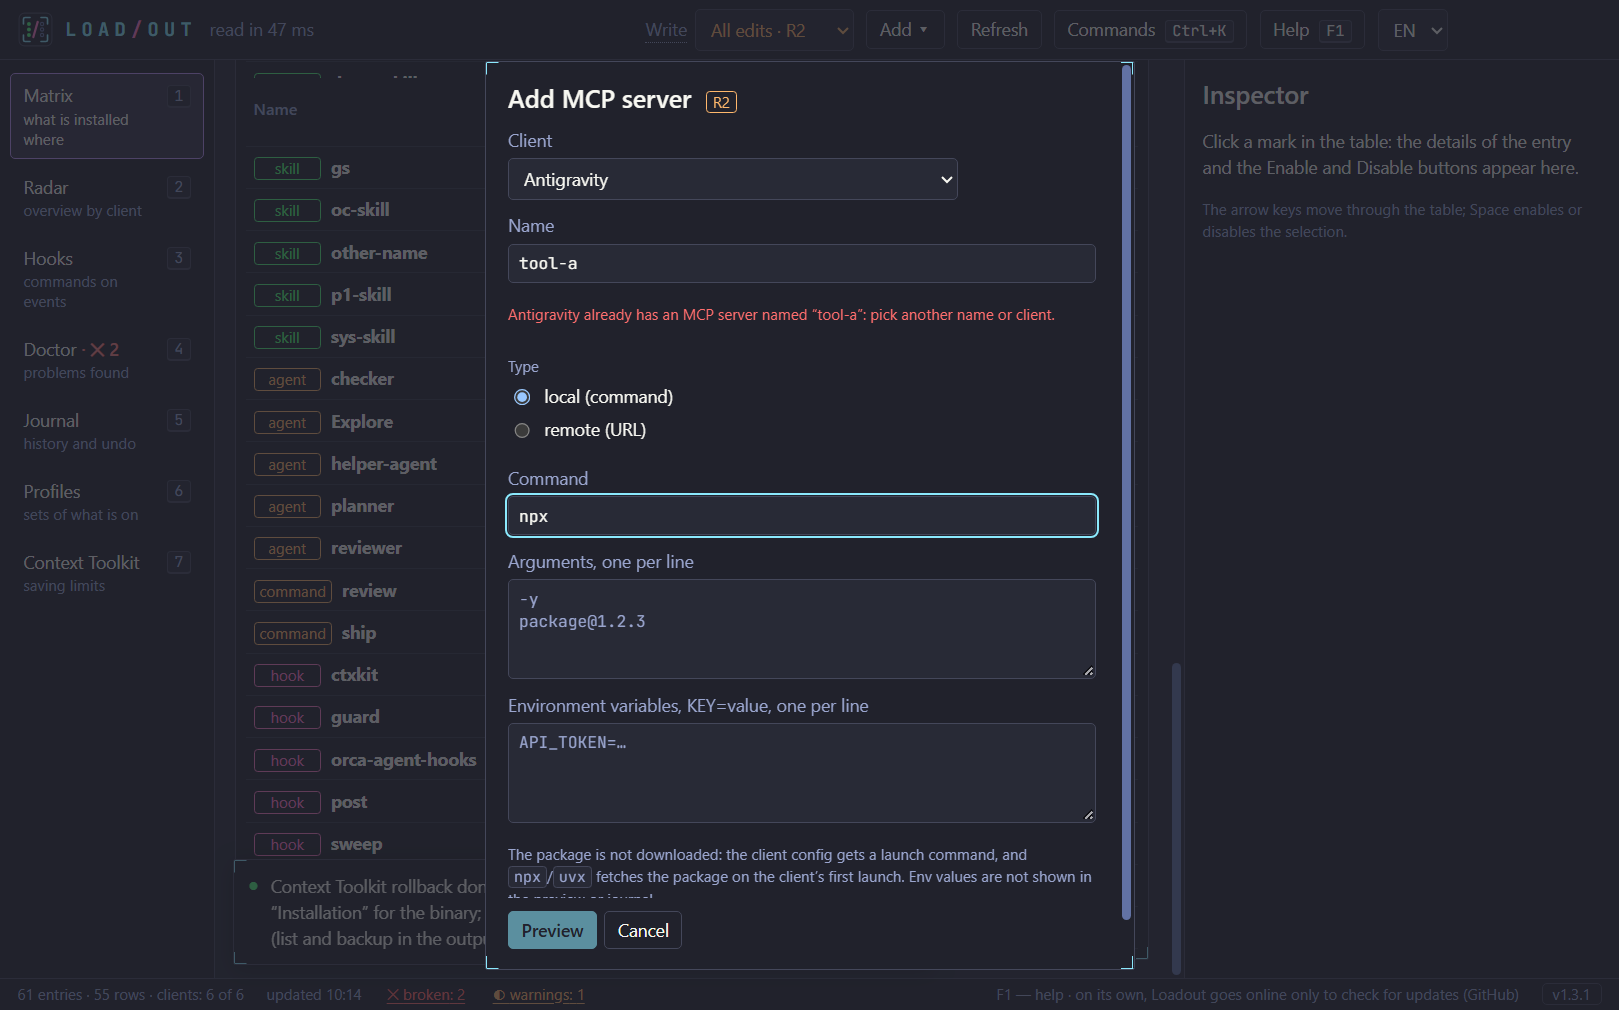 LOAD/OUT read in 47 ms
Write All edits · R2 Add Refresh Commands Ctrl+K Help F1 EN
Matrix 1
what is installed
where
Radar 2
overview by client
Hooks 3
commands on
events
Doctor · ✕ 2 4
problems found
Journal 5
history and undo
Profiles 6
sets of what is on
Context Toolkit 7
saving limits
Name
skill gs
skill oc-skill
skill other-name
skill p1-skill
skill sys-skill
agent checker
agent Explore
agent helper-agent
agent planner
agent reviewer
command review
command ship
hook ctxkit
hook guard
hook orca-agent-hooks
hook post
hook sweep
Context Toolkit rollback don
“Installation” for the binary;
(list and backup in the outp
Add MCP server R2
Client
Antigravity
Name
tool-a
Antigravity already has an MCP server named “tool-a”: pick another name or client.
Type
local (command)
remote (URL)
Command
npx
Arguments, one per line
-y
package@1.2.3
Environment variables, KEY=value, one per line
API_TOKEN=…
The package is not downloaded: the client config gets a launch command, and
npx/uvx fetches the package on the client’s first launch. Env values are not shown in
the preview or journal.
Preview Cancel
Inspector
Click a mark in the table: the details of the entry
and the Enable and Disable buttons appear here.
The arrow keys move through the table; Space enables or
disables the selection.
61 entries · 55 rows · clients: 6 of 6 updated 10:14 ✕ broken: 2 ◐ warnings: 1
F1 — help · on its own, Loadout goes online only to check for updates (GitHub) v1.3.1